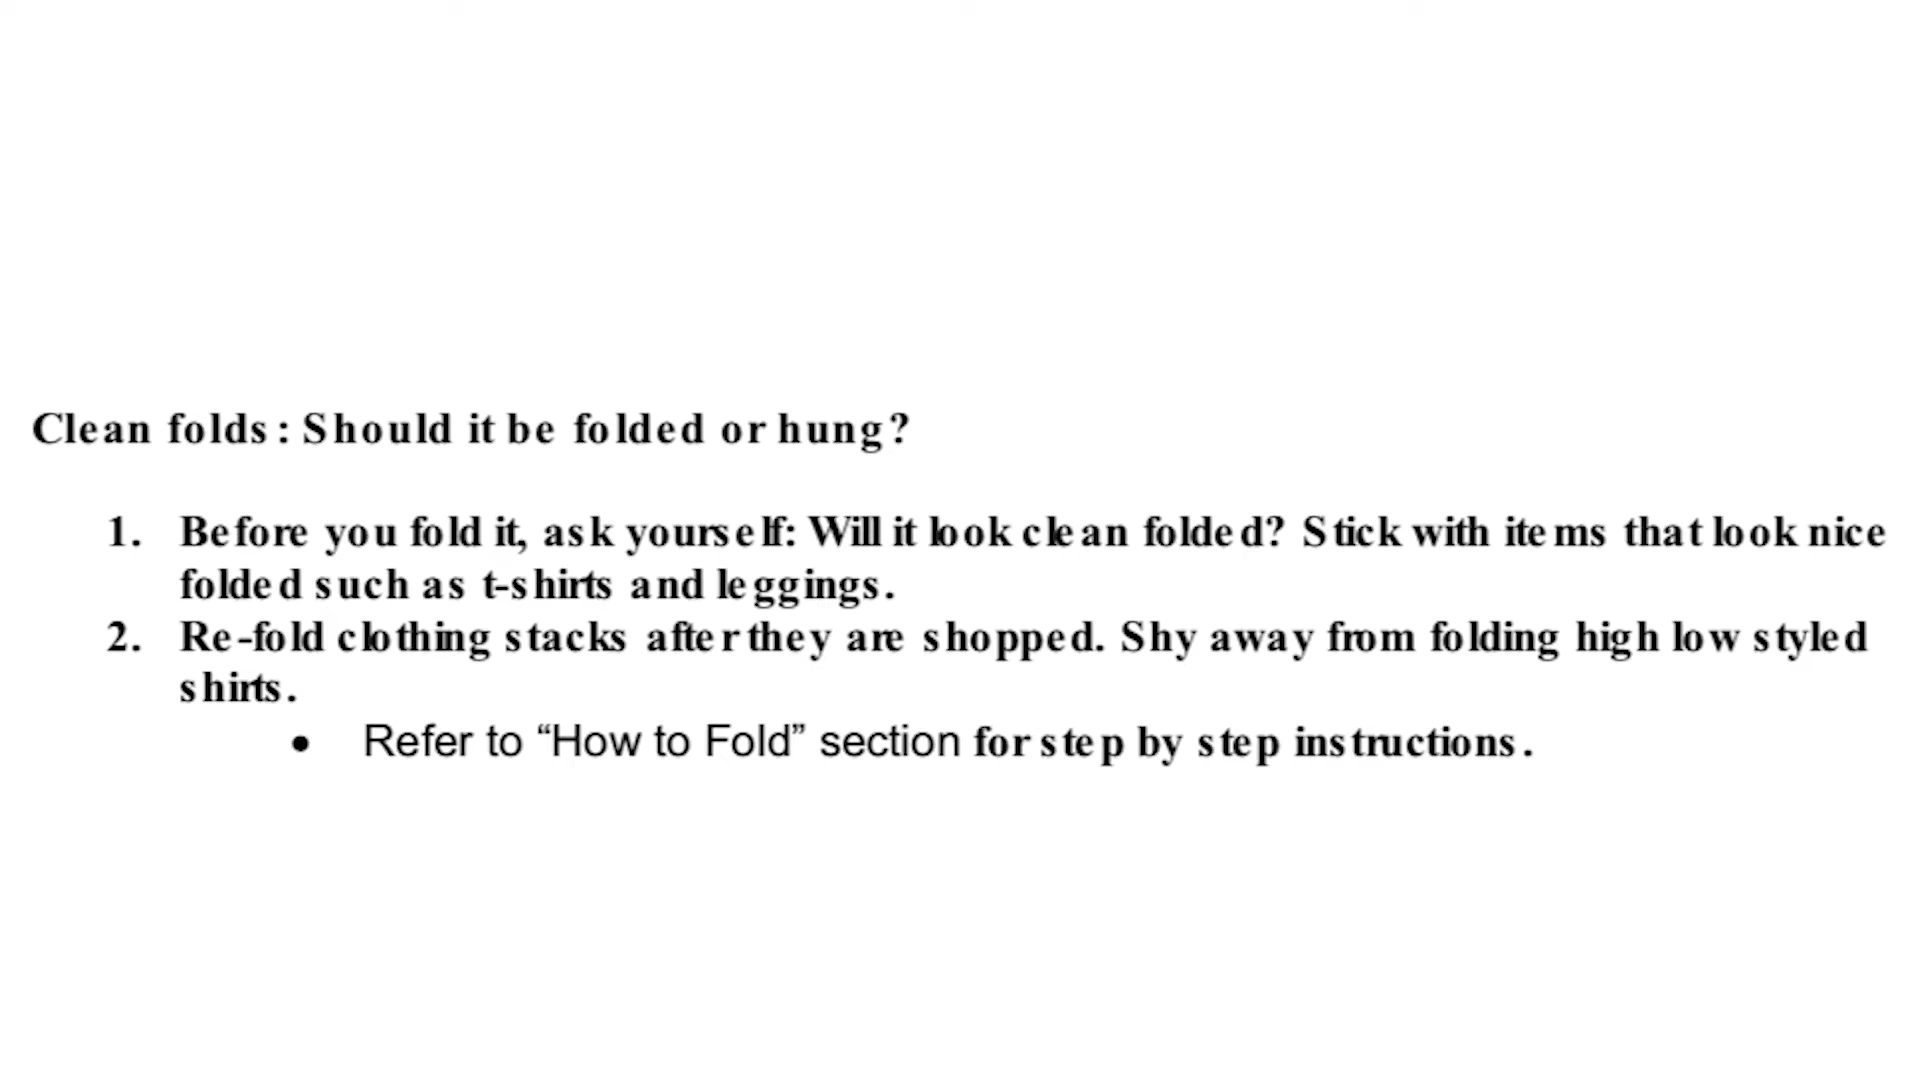 Clean folds: Should it be folded or hung?
1. Before you fold it, ask yourself: Will it look clean folded? Stick with items that look nice
folded such as t-shirts and leggings.
2. Re-fold clothing stacks after they are shopped. Shy away from folding high low styled
shirts.
• Refer to “How to Fold” section for step by step instructions.